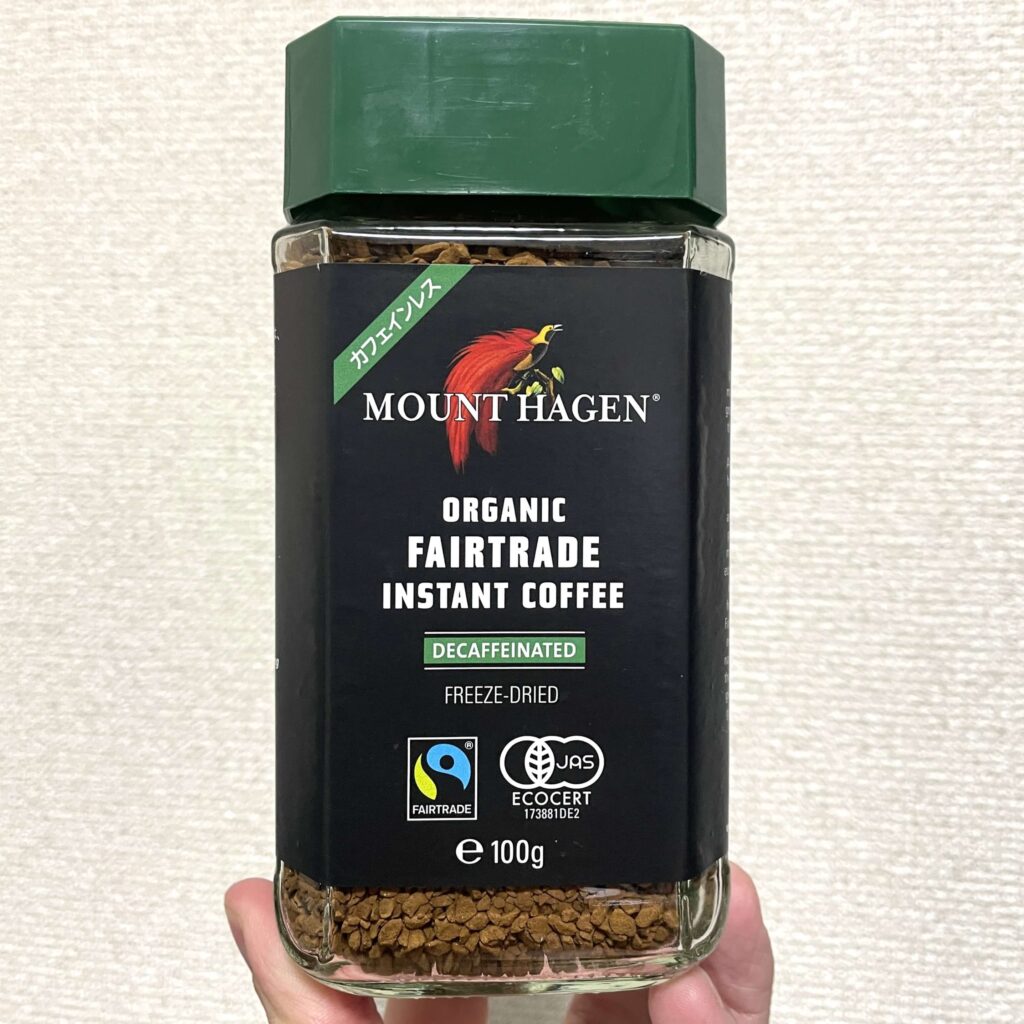 カフェインレス
MOUNT HAGEN®
ORGANIC
FAIRTRADE
INSTANT COFFEE
DECAFFEINATED
FREEZE-DRIED
®
FAIRTRADE
JAS
ECOCERT
173881DE2
℮ 100g